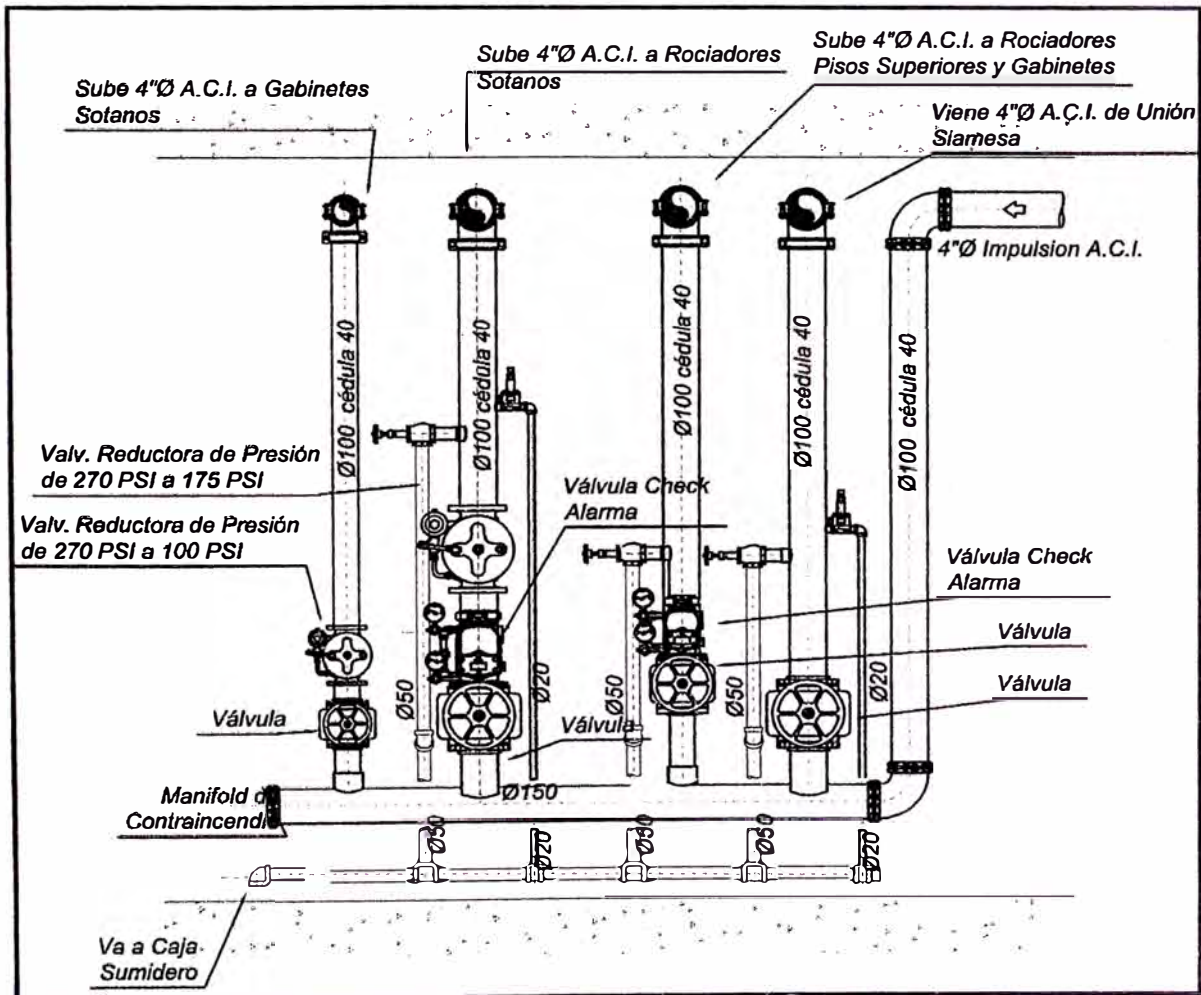 Sube 4"Ø A.C.I. a Gabinetes
Sotanos
Sube 4"Ø A.C.I. a Rociadores
Sotanos
Sube 4"Ø A.C.I. a Rociadores
Pisos Superiores y Gabinetes
Viene 4"Ø A.C.I. de Unión
Siamesa
4"Ø Impulsion A.C.I.
Ø100 cédula 40
Ø100 cédula 40
Ø100 cédula 40
Ø100 cédula 40
Ø100 cédula 40
Valv. Reductora de Presión
de 270 PSI a 175 PSI
Valv. Reductora de Presión
de 270 PSI a 100 PSI
Válvula Check
Alarma
Válvula Check
Alarma
Válvula
Válvula
Válvula
Válvula
Ø50
Ø20
Ø50
Ø50
Ø20
Ø150
Manifold de
Contraincendio
Ø50
Ø20
Ø50
Ø50
Ø20
Va a Caja
Sumidero